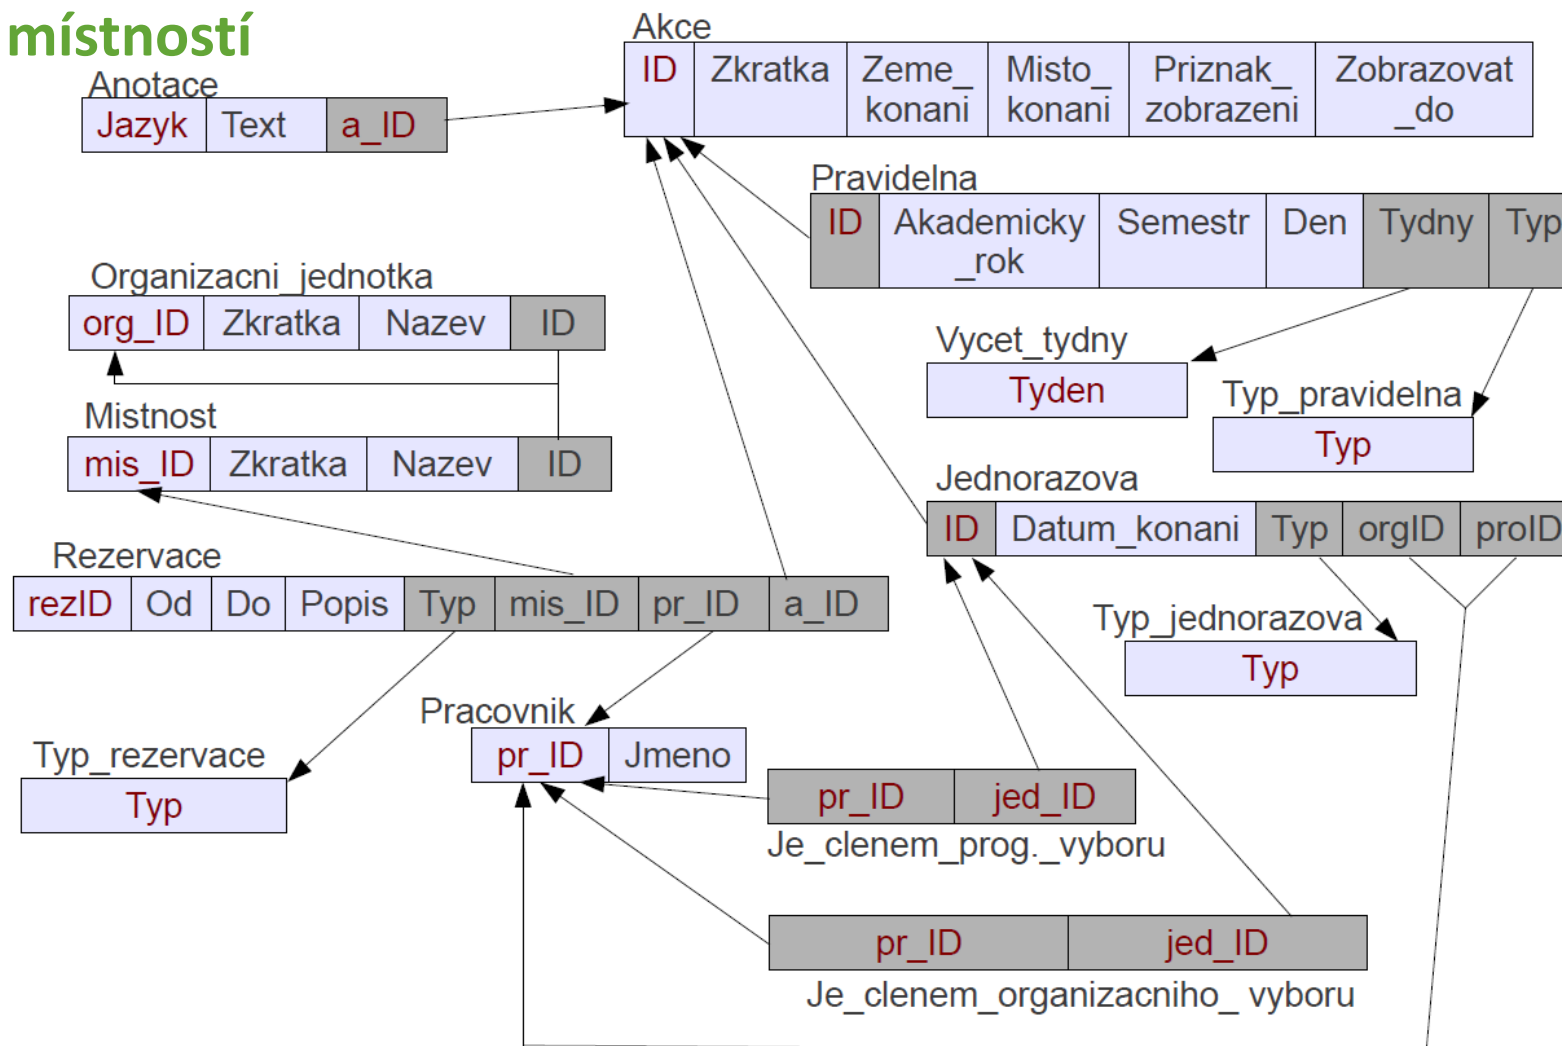 místností
Akce
ID Zkratka Zeme_ konani Misto_ konani Priznak_ zobrazeni Zobrazovat _do
Anotace
Jazyk Text a_ID
Pravidelna
ID Akademicky _rok Semestr Den Tydny Typ
Organizacni_jednotka
org_ID Zkratka Nazev ID
Vycet_tydny
Tyden
Typ_pravidelna
Typ
Mistnost
mis_ID Zkratka Nazev ID
Jednorazova
ID Datum_konani Typ orgID proID
Rezervace
rezID Od Do Popis Typ mis_ID pr_ID a_ID
Typ_jednorazova
Typ
Pracovnik
pr_ID Jmeno
Typ_rezervace
Typ
pr_ID jed_ID
Je_clenem_prog._vyboru
pr_ID jed_ID
Je_clenem_organizacniho_ vyboru